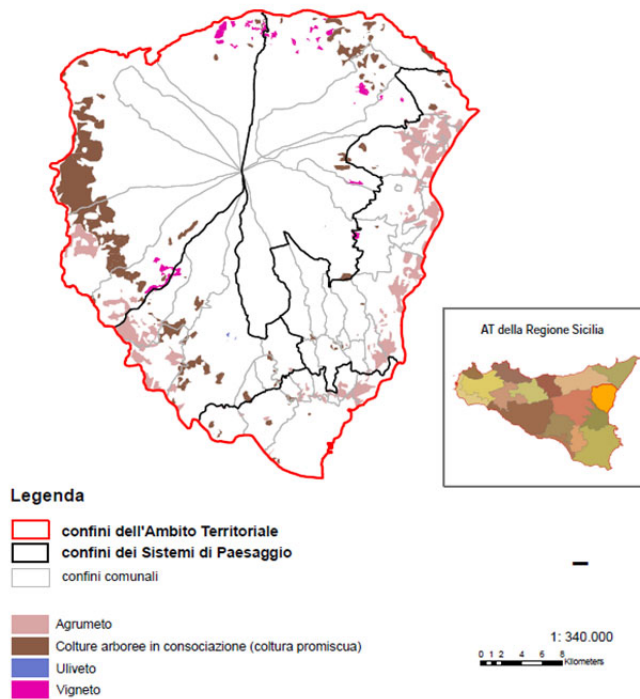 AT della Regione Sicilia
Legenda
confini dell'Ambito Territoriale
confini dei Sistemi di Paesaggio
confini comunali
Agrumeto
Colture arboree in consociazione (coltura promiscua)
Uliveto
Vigneto
1: 340.000
0 1 2 4 6 8
Kilometers